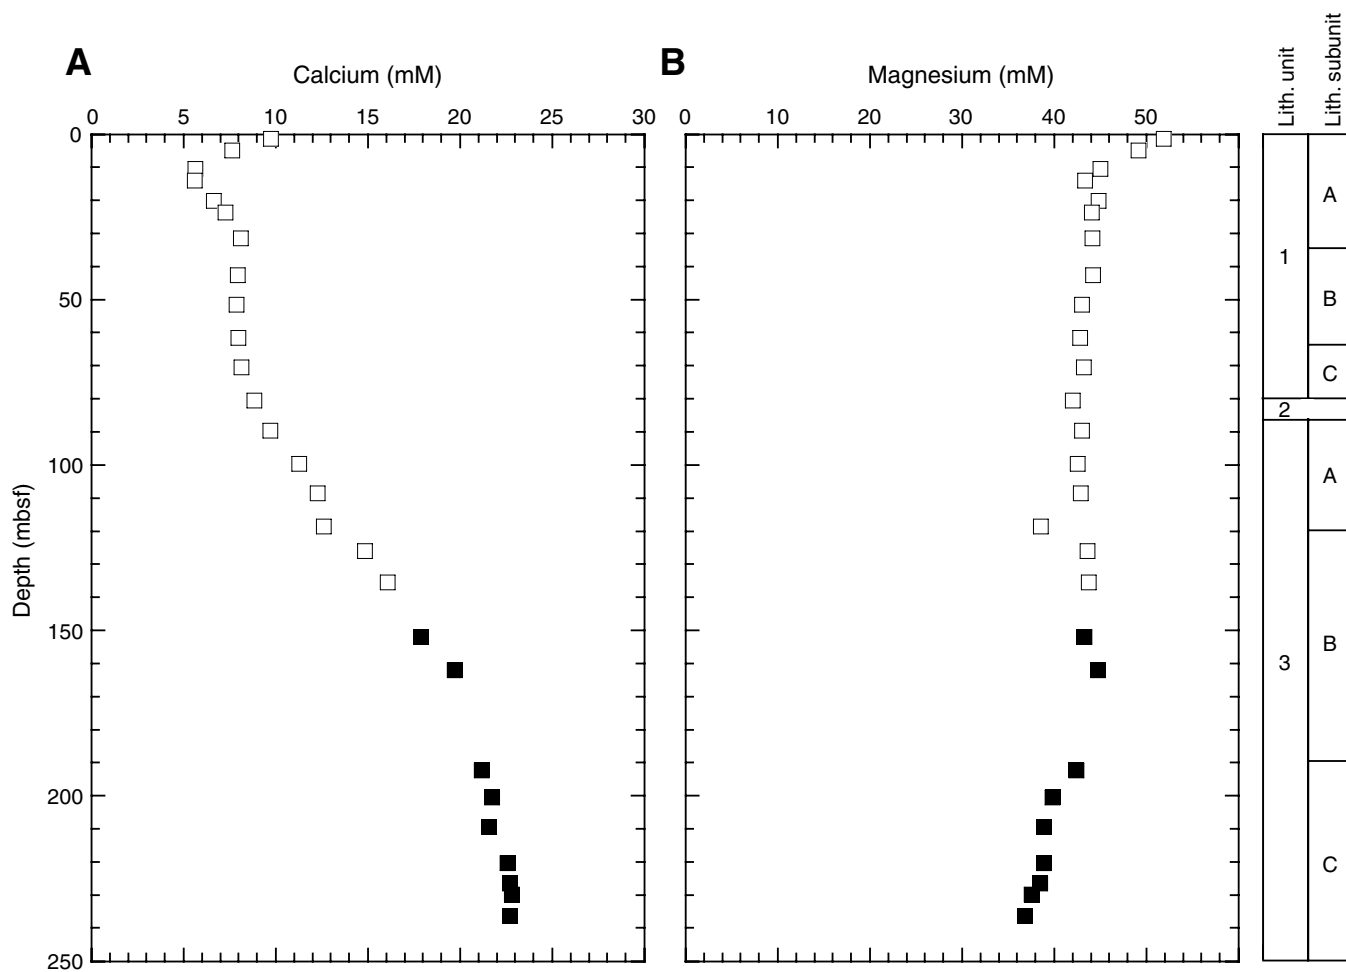 A
Calcium (mM)
0 5 10 15 20 25 30
B
Magnesium (mM)
0 10 20 30 40 50
Lith. unit
Lith. subunit
Depth (mbsf)
0
50
100
150
200
250
1
2
3
A
B
C
A
B
C